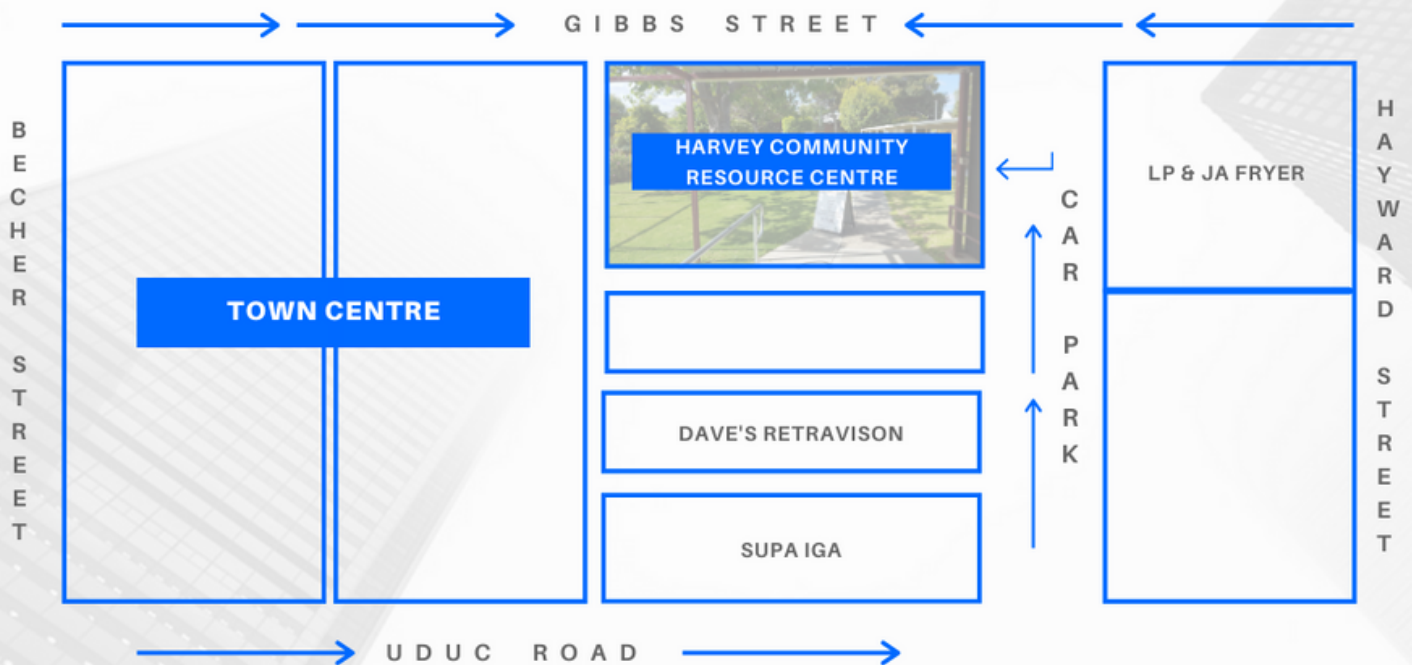 GIBBS STREET
BECHER STREET
TOWN CENTRE
HARVEY COMMUNITY
RESOURCE CENTRE
DAVE'S RETRAVISON
SUPA IGA
CAR PARK
LP & JA FRYER
HAYWARD STREET
UDUC ROAD